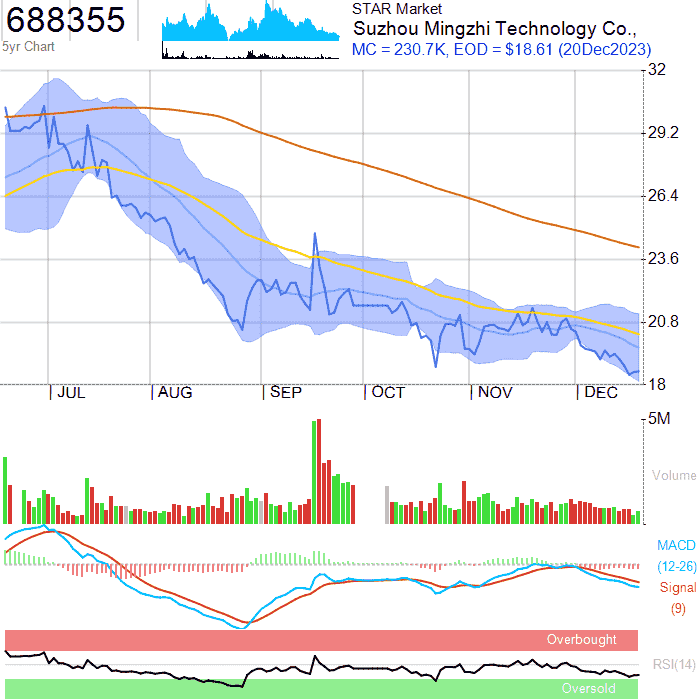 688355
STAR Market
Suzhou Mingzhi Technology Co.,
5yr Chart
MC = 230.7K, EOD = $18.61 (20Dec2023)
32
29.2
26.4
23.6
20.8
18
JUL AUG SEP OCT NOV DEC
5M
Volume
MACD
(12-26)
Signal
(9)
Overbought
RSI(14)
Oversold